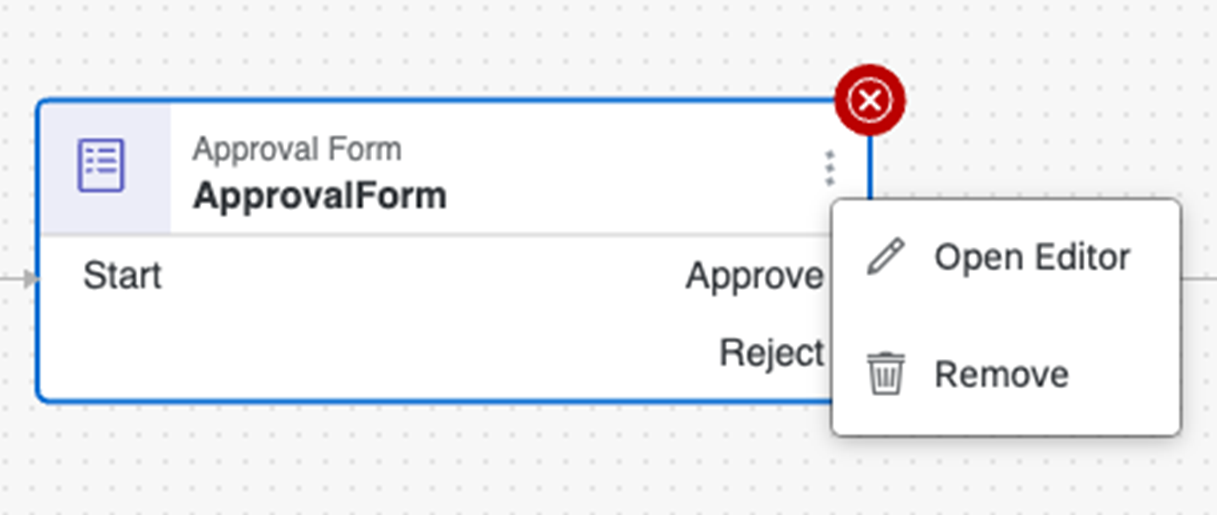 Approval Form
ApprovalForm
Start
Approve
Reject
Open Editor
Remove